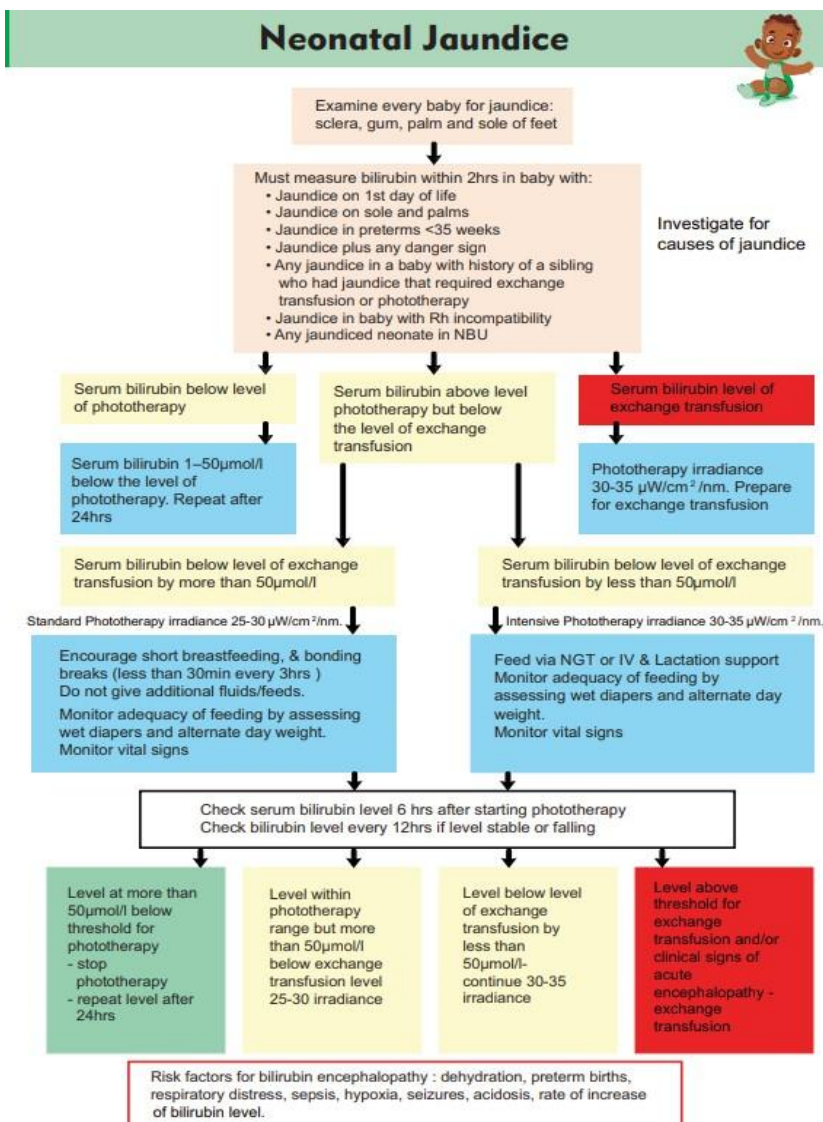 Neonatal Jaundice
Examine every baby for jaundice:
sclera, gum, palm and sole of feet
Must measure bilirubin within 2hrs in baby with:
• Jaundice on 1st day of life
• Jaundice on sole and palms
• Jaundice in preterms <35 weeks
• Jaundice plus any danger sign
• Any jaundice in a baby with history of a sibling
who had jaundice that required exchange
transfusion or phototherapy
• Jaundice in baby with Rh incompatibility
• Any jaundiced neonate in NBU
Investigate for
causes of jaundice
Serum bilirubin below level
of phototherapy
Serum bilirubin above level
phototherapy but below
the level of exchange
transfusion
Serum bilirubin level of
exchange transfusion
Serum bilirubin 1–50µmol/l
below the level of
phototherapy. Repeat after
24hrs
Phototherapy irradiance
30-35 µW/cm²/nm. Prepare
for exchange transfusion
Serum bilirubin below level of exchange
transfusion by more than 50µmol/l
Serum bilirubin below level of exchange
transfusion by less than 50µmol/l
Standard Phototherapy irradiance 25-30 µW/cm²/nm.
Intensive Phototherapy irradiance 30-35 µW/cm²/nm.
Encourage short breastfeeding, & bonding
breaks (less than 30min every 3hrs )
Do not give additional fluids/feeds.
Monitor adequacy of feeding by assessing
wet diapers and alternate day weight.
Monitor vital signs
Feed via NGT or IV & Lactation support
Monitor adequacy of feeding by
assessing wet diapers and alternate day
weight.
Monitor vital signs
Check serum bilirubin level 6 hrs after starting phototherapy
Check bilirubin level every 12hrs if level stable or falling
Level at more than
50µmol/l below
threshold for
phototherapy
- stop
phototherapy
- repeat level after
24hrs
Level within
phototherapy
range but more
than 50µmol/l
below exchange
transfusion level
25-30 irradiance
Level below level
of exchange
transfusion by
less than
50µmol/l-
continue 30-35
irradiance
Level above
threshold for
exchange
transfusion and/or
clinical signs of
acute
encephalopathy -
exchange
transfusion
Risk factors for bilirubin encephalopathy : dehydration, preterm births,
respiratory distress, sepsis, hypoxia, seizures, acidosis, rate of increase
of bilirubin level.